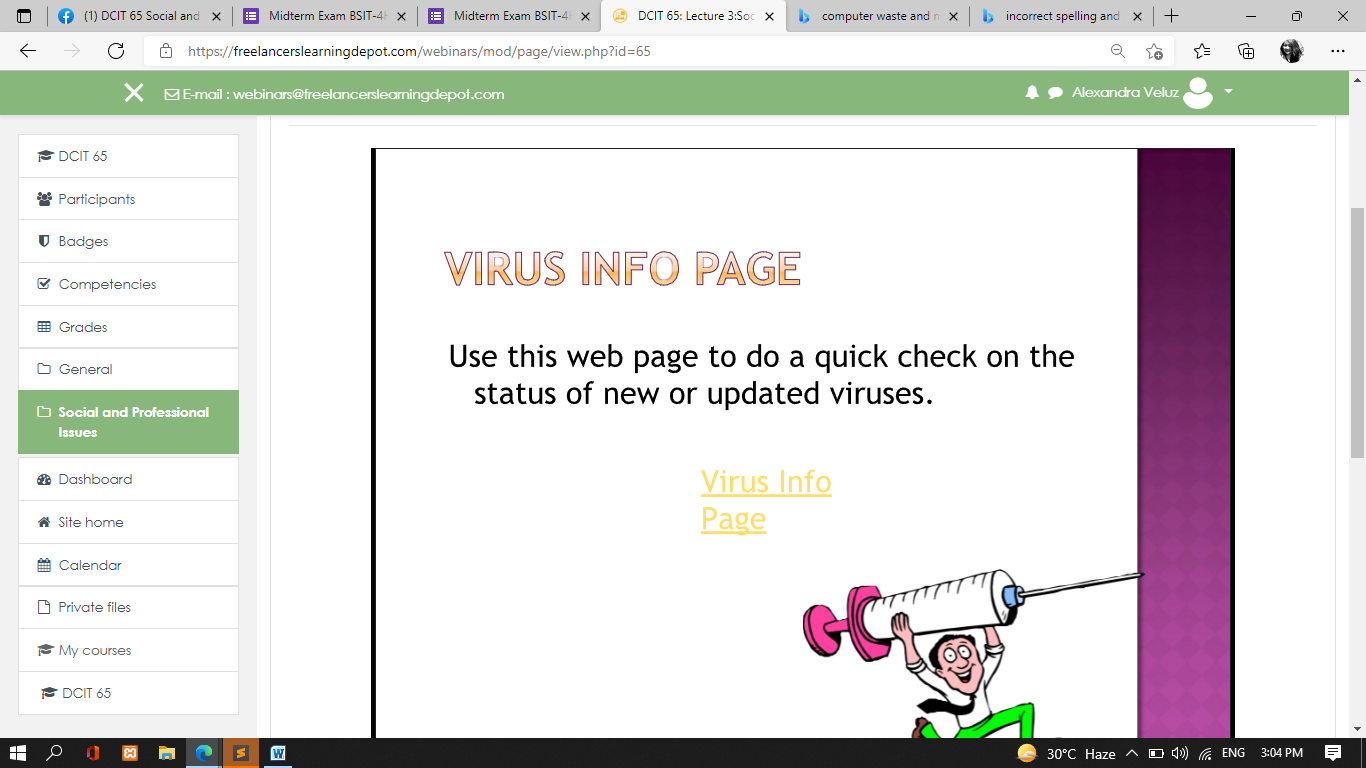 (1) DCIT 65 Social and
Midterm Exam BSIT-4
Midterm Exam BSIT-4
DCIT 65: Lecture 3:Soc
computer waste and
incorrect spelling and
https://freelancerslearningdepot.com/webinars/mod/page/view.php?id=65
E-mail : webinars@freelancerslearningdepot.com
Alexandra Veluz
DCIT 65
Participants
Badges
Competencies
Grades
General
Social and Professional
Issues
Dashboard
Site home
Calendar
Private files
My courses
DCIT 65
VIRUS INFO PAGE
Use this web page to do a quick check on the
status of new or updated viruses.
Virus Info
Page
30°C Haze
ENG
3:04 PM